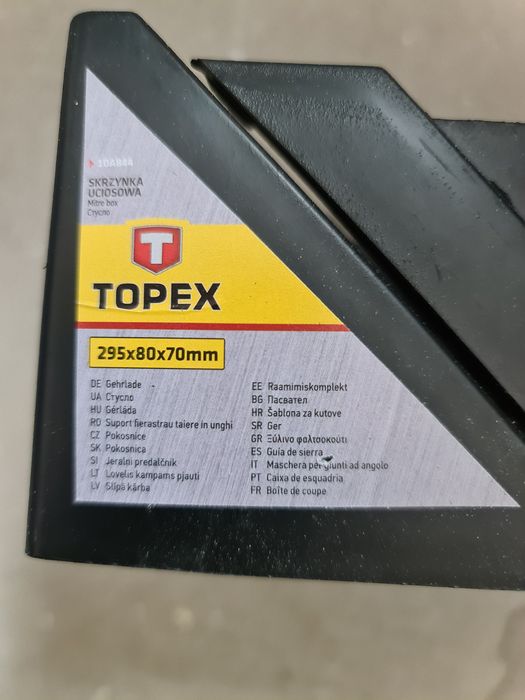 10A844
SKRZYNKA
UCIOSOWA
Mitre box
Стусло
T
TOPEX
295x80x70mm
DE Gehrlade
UA Стусло
HU Gérláda
RO Suport fierastrau taiere in unghi
CZ Pokosnice
SK Pokosnica
SI Jeralni predalčnik
LT Lovelis kampams pjauti
LV Slīpā kārba
EE Raamimiskomplekt
BG Пасвател
HR Šablona za kutove
SR Ger
GR Ξύλινο φαλτσοκούτι
ES Guía de sierra
IT Maschera per giunti ad angolo
PT Caixa de esquadria
FR Boîte de coupe